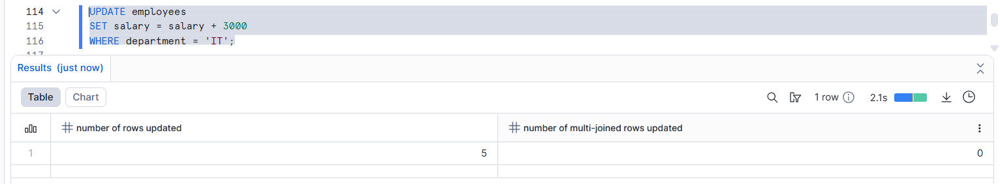 114 UPDATE employees
115 SET salary = salary + 3000
116 WHERE department = 'IT';
117
Results (just now)
Table Chart 1 row 2.1s
number of rows updated number of multi-joined rows updated
1 5 0